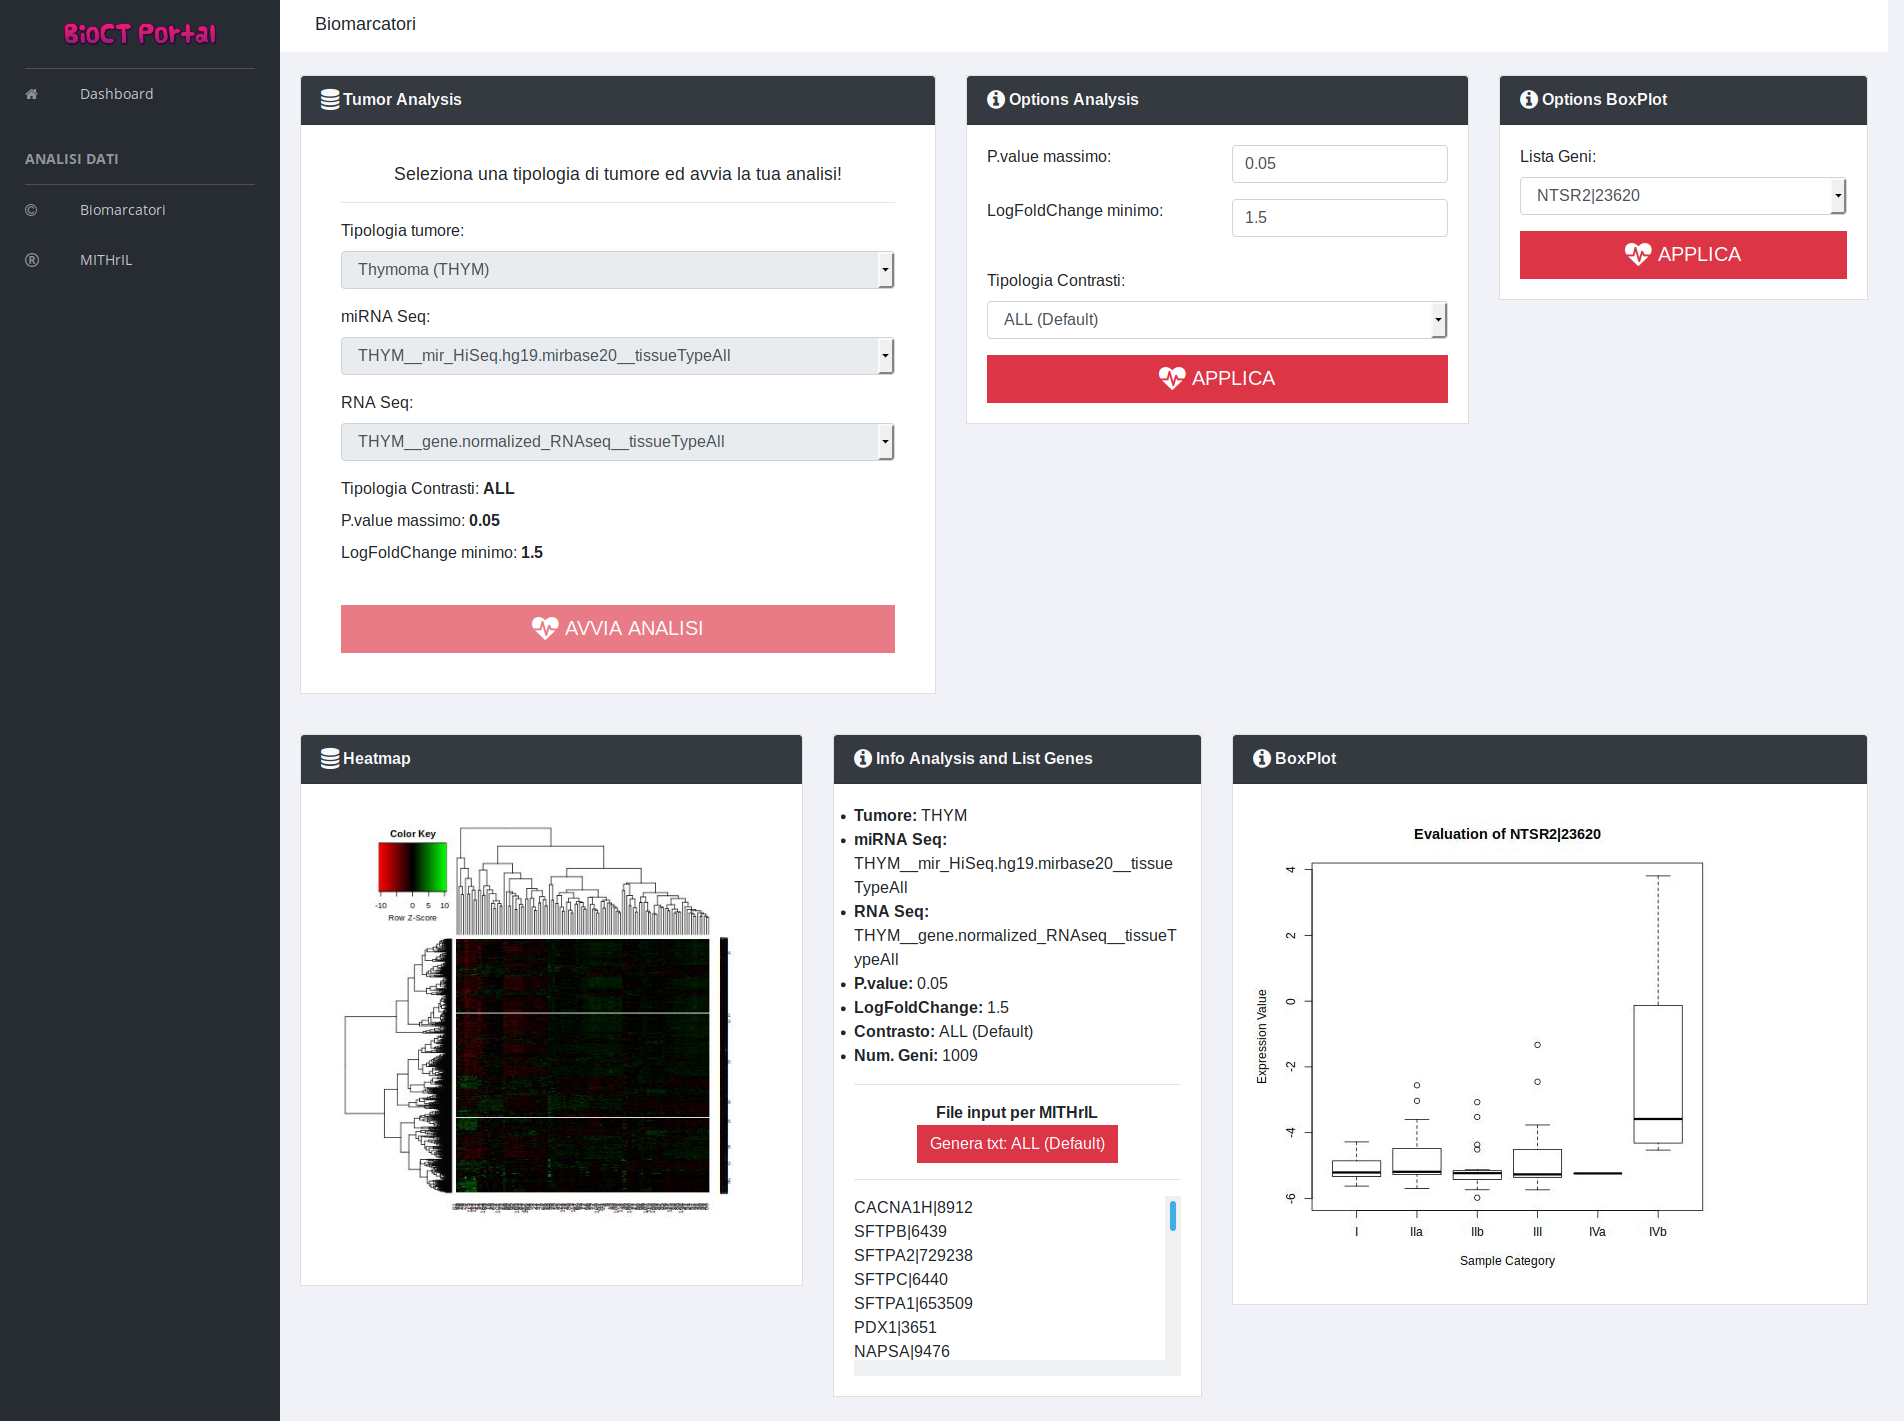 BioCT Portal
Dashboard
ANALISI DATI
Biomarcatori
MITHrIL
Biomarcatori
Tumor Analysis
Seleziona una tipologia di tumore ed avvia la tua analisi!
Tipologia tumore:
Thymoma (THYM)
miRNA Seq:
THYM__mir_HiSeq.hg19.mirbase20__tissueTypeAll
RNA Seq:
THYM__gene.normalized_RNAseq__tissueTypeAll
Tipologia Contrasti: ALL
P.value massimo: 0.05
LogFoldChange minimo: 1.5
AVVIA ANALISI
Options Analysis
P.value massimo:
0.05
LogFoldChange minimo:
1.5
Tipologia Contrasti:
ALL (Default)
APPLICA
Options BoxPlot
Lista Geni:
NTSR2|23620
APPLICA
Heatmap
Color Key
-10 0 5 10
Row Z-Score
Info Analysis and List Genes
Tumore: THYM
miRNA Seq:
THYM__mir_HiSeq.hg19.mirbase20__tissue
TypeAll
RNA Seq:
THYM__gene.normalized_RNAseq__tissueT
ypeAll
P.value: 0.05
LogFoldChange: 1.5
Contrasto: ALL (Default)
Num. Geni: 1009
File input per MITHrIL
Genera txt: ALL (Default)
CACNA1H|8912
SFTPB|6439
SFTPA2|729238
SFTPC|6440
SFTPA1|653509
PDX1|3651
NAPSA|9476
BoxPlot
Evaluation of NTSR2|23620
Expression Value
4
2
0
-2
-4
-6
I IIa IIb III IVa IVb
Sample Category